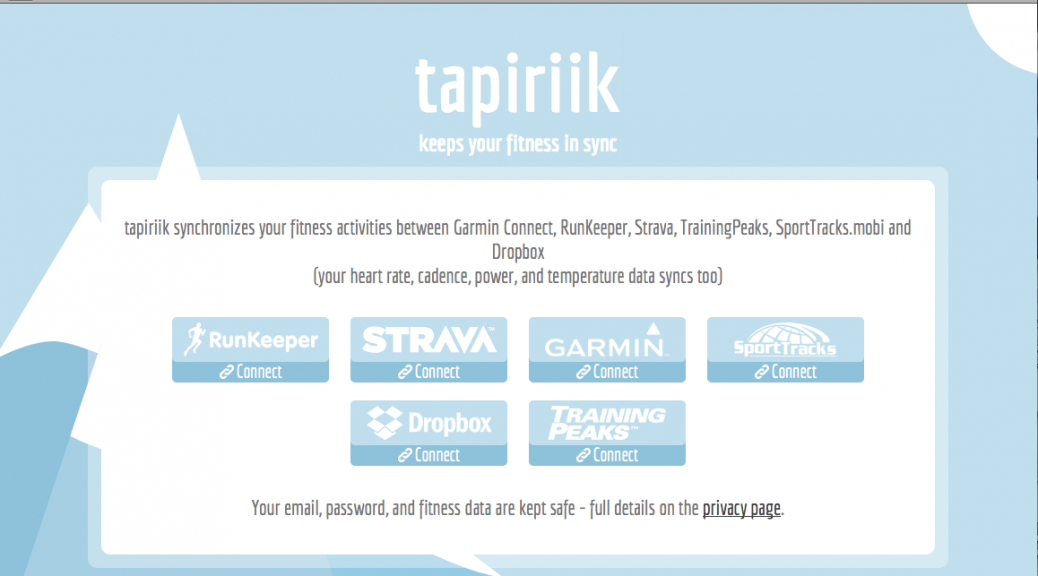 tapiriik
keeps your fitness in sync
tapiriik synchronizes your fitness activities between Garmin Connect, RunKeeper, Strava, TrainingPeaks, SportTracks.mobi and
Dropbox
(your heart rate, cadence, power, and temperature data syncs too)
RunKeeper
STRAVA™
GARMIN
SportTracks
Connect
Connect
Connect
Connect
Dropbox
TRAINING
PEAKS™
Connect
Connect
Your email, password, and fitness data are kept safe - full details on the privacy page.